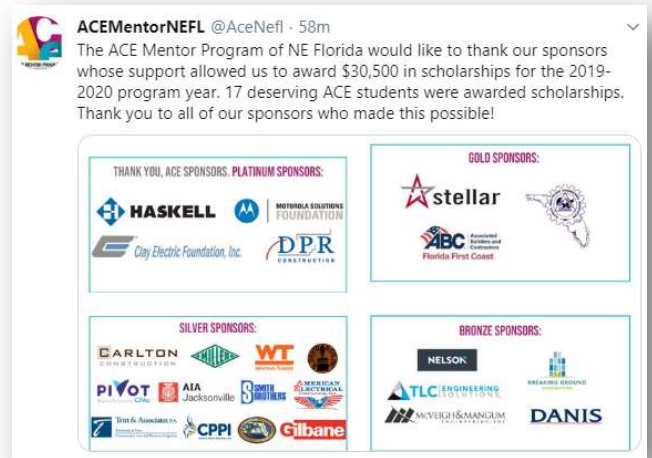 ACEMentorNEFL @AceNefl · 58m
The ACE Mentor Program of NE Florida would like to thank our sponsors
whose support allowed us to award $30,500 in scholarships for the 2019-
2020 program year. 17 deserving ACE students were awarded scholarships.
Thank you to all of our sponsors who made this possible!
THANK YOU, ACE SPONSORS. PLATINUM SPONSORS:
HASKELL
MOTOROLA SOLUTIONS
FOUNDATION
Clay Electric Foundation, Inc.
DPR
CONSTRUCTION
GOLD SPONSORS:
stellar
ABC
Associated
Builders and
Contractors
Florida First Coast
SILVER SPONSORS:
CARLTON
CONSTRUCTION
MILLER
WT
PIVOT
CPAs
AIA
Jacksonville
SMITH
BROTHERS
AMERICAN
ELECTRICAL
CPPI
Gilbane
BRONZE SPONSORS:
NELSON
BREAKING GROUND
TLC ENGINEERING
SOLUTIONS
McVEIGH & MANGUM
ENGINEERING, INC
DANIS